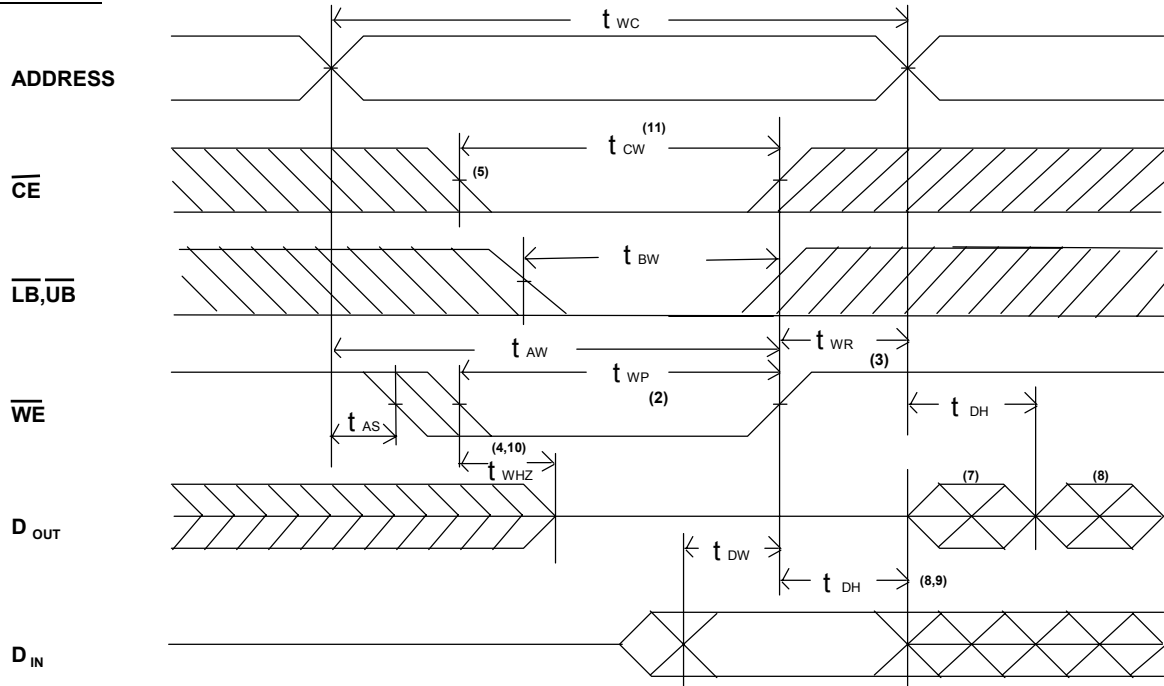 t WC
ADDRESS
t CW (11)
CE (5)
t BW
LB,UB
t AW
t WR (3)
t WP (2)
WE
t AS
t DH
(4,10)
t WHZ
(7) (8)
D OUT
t DW
t DH (8,9)
D IN